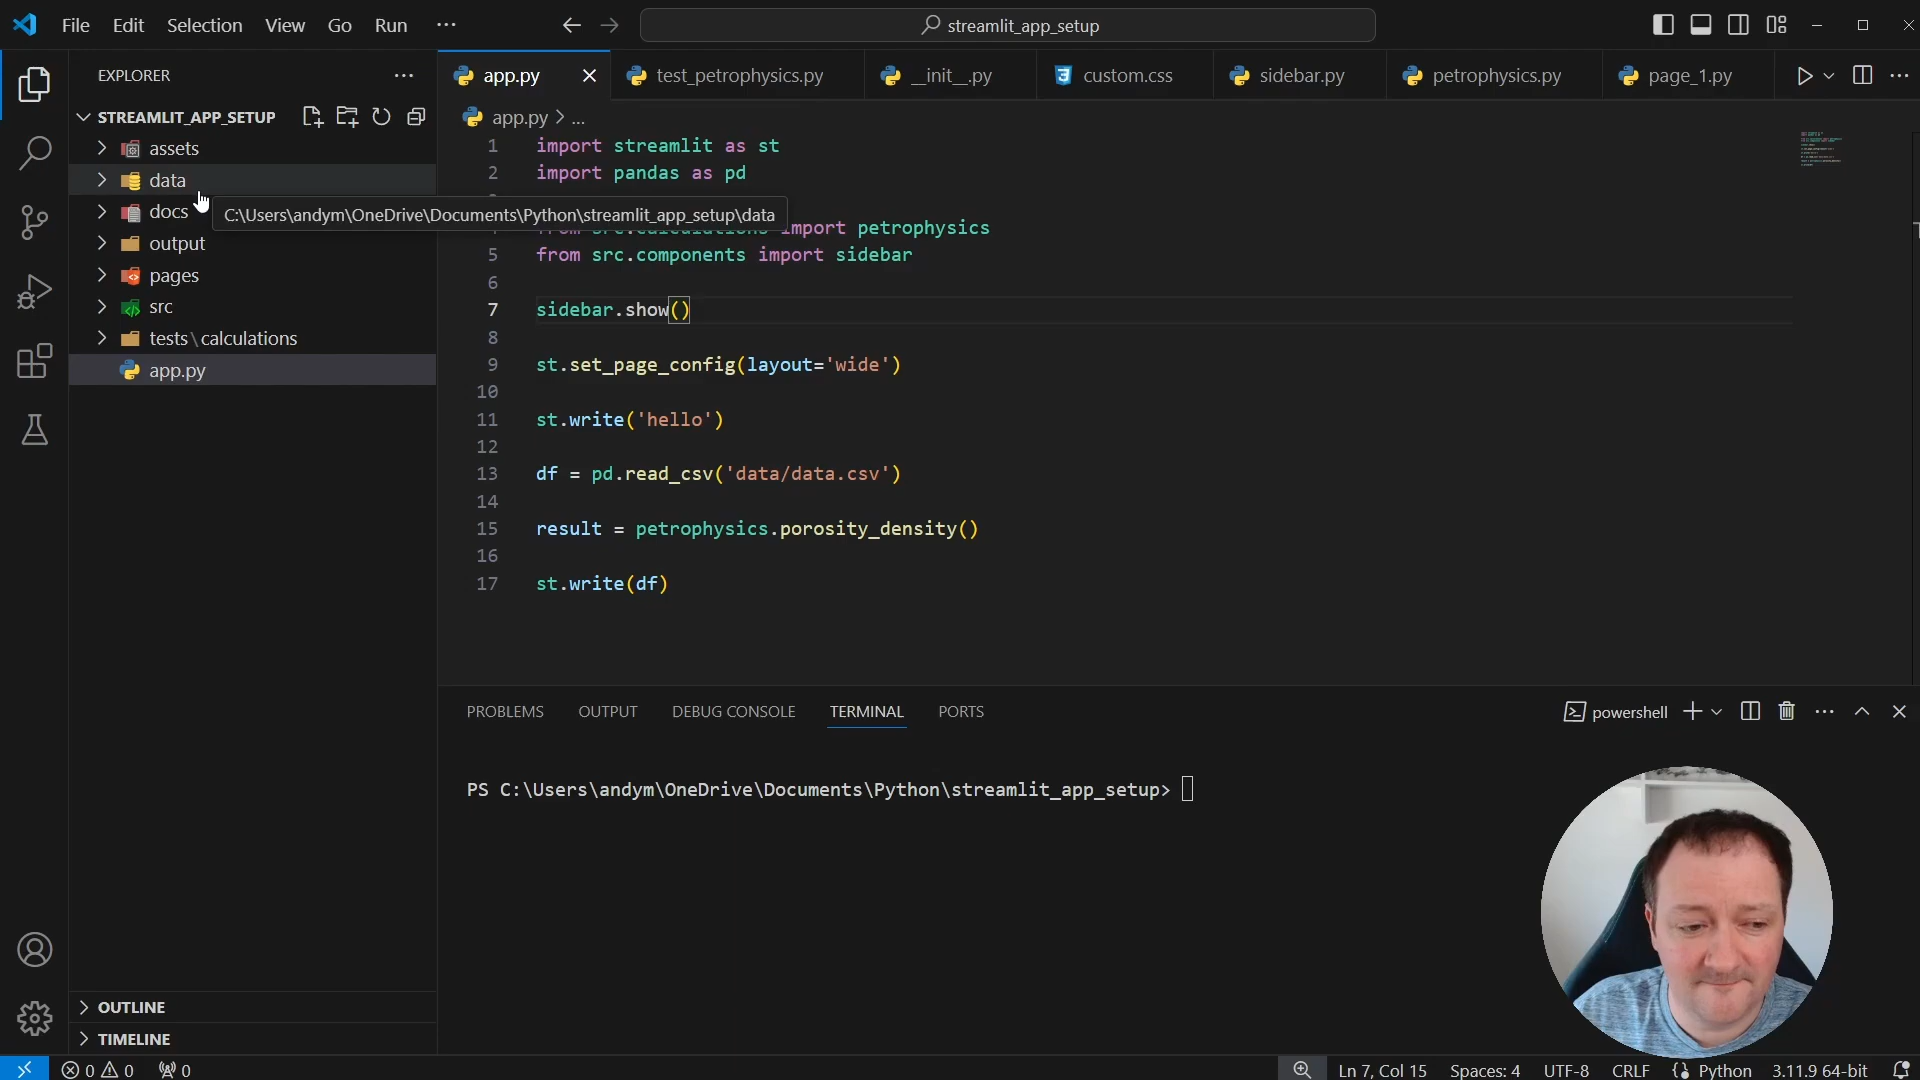 File Edit Selection View Go Run ···
streamlit_app_setup
EXPLORER
STREAMLIT_APP_SETUP
assets
data
docs
output
pages
src
tests\calculations
app.py
OUTLINE
TIMELINE
app.py test_petrophysics.py __init__.py custom.css sidebar.py petrophysics.py page_1.py
app.py > ...
1 import streamlit as st
2 import pandas as pd
C:\Users\andym\OneDrive\Documents\Python\streamlit_app_setup\data
import petrophysics
5 from src.components import sidebar
6
7 sidebar.show()
8
9 st.set_page_config(layout='wide')
10
11 st.write('hello')
12
13 df = pd.read_csv('data/data.csv')
14
15 result = petrophysics.porosity_density()
16
17 st.write(df)
PROBLEMS OUTPUT DEBUG CONSOLE TERMINAL PORTS
powershell
PS C:\Users\andym\OneDrive\Documents\Python\streamlit_app_setup>
0 0 0
Ln 7, Col 15 Spaces: 4 UTF-8 CRLF {} Python 3.11.9 64-bit